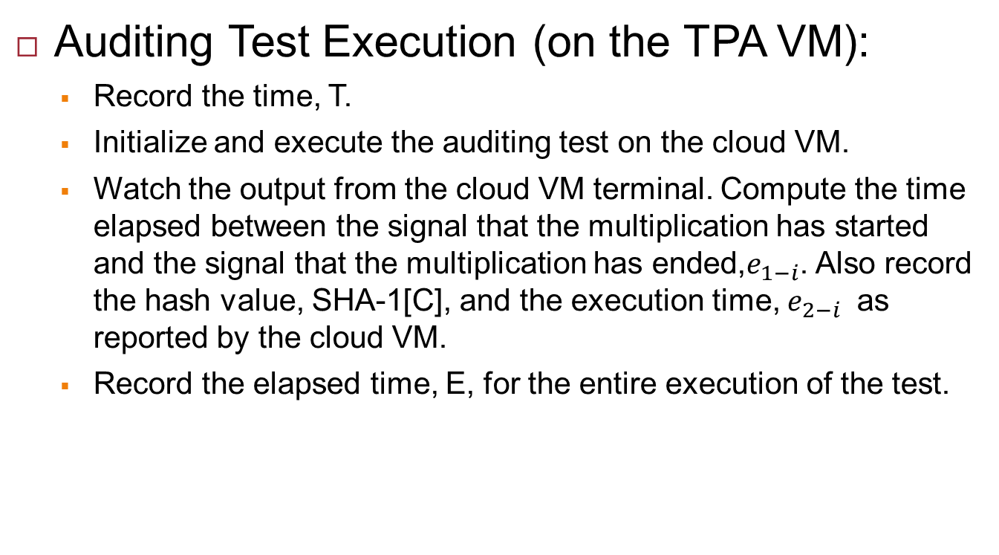 Auditing Test Execution (on the TPA VM):
Record the time, T.
Initialize and execute the auditing test on the cloud VM.
Watch the output from the cloud VM terminal. Compute the time
elapsed between the signal that the multiplication has started
and the signal that the multiplication has ended,𝑒₁₋ᵢ. Also record
the hash value, SHA-1[C], and the execution time, 𝑒₂₋ᵢ as
reported by the cloud VM.
Record the elapsed time, E, for the entire execution of the test.